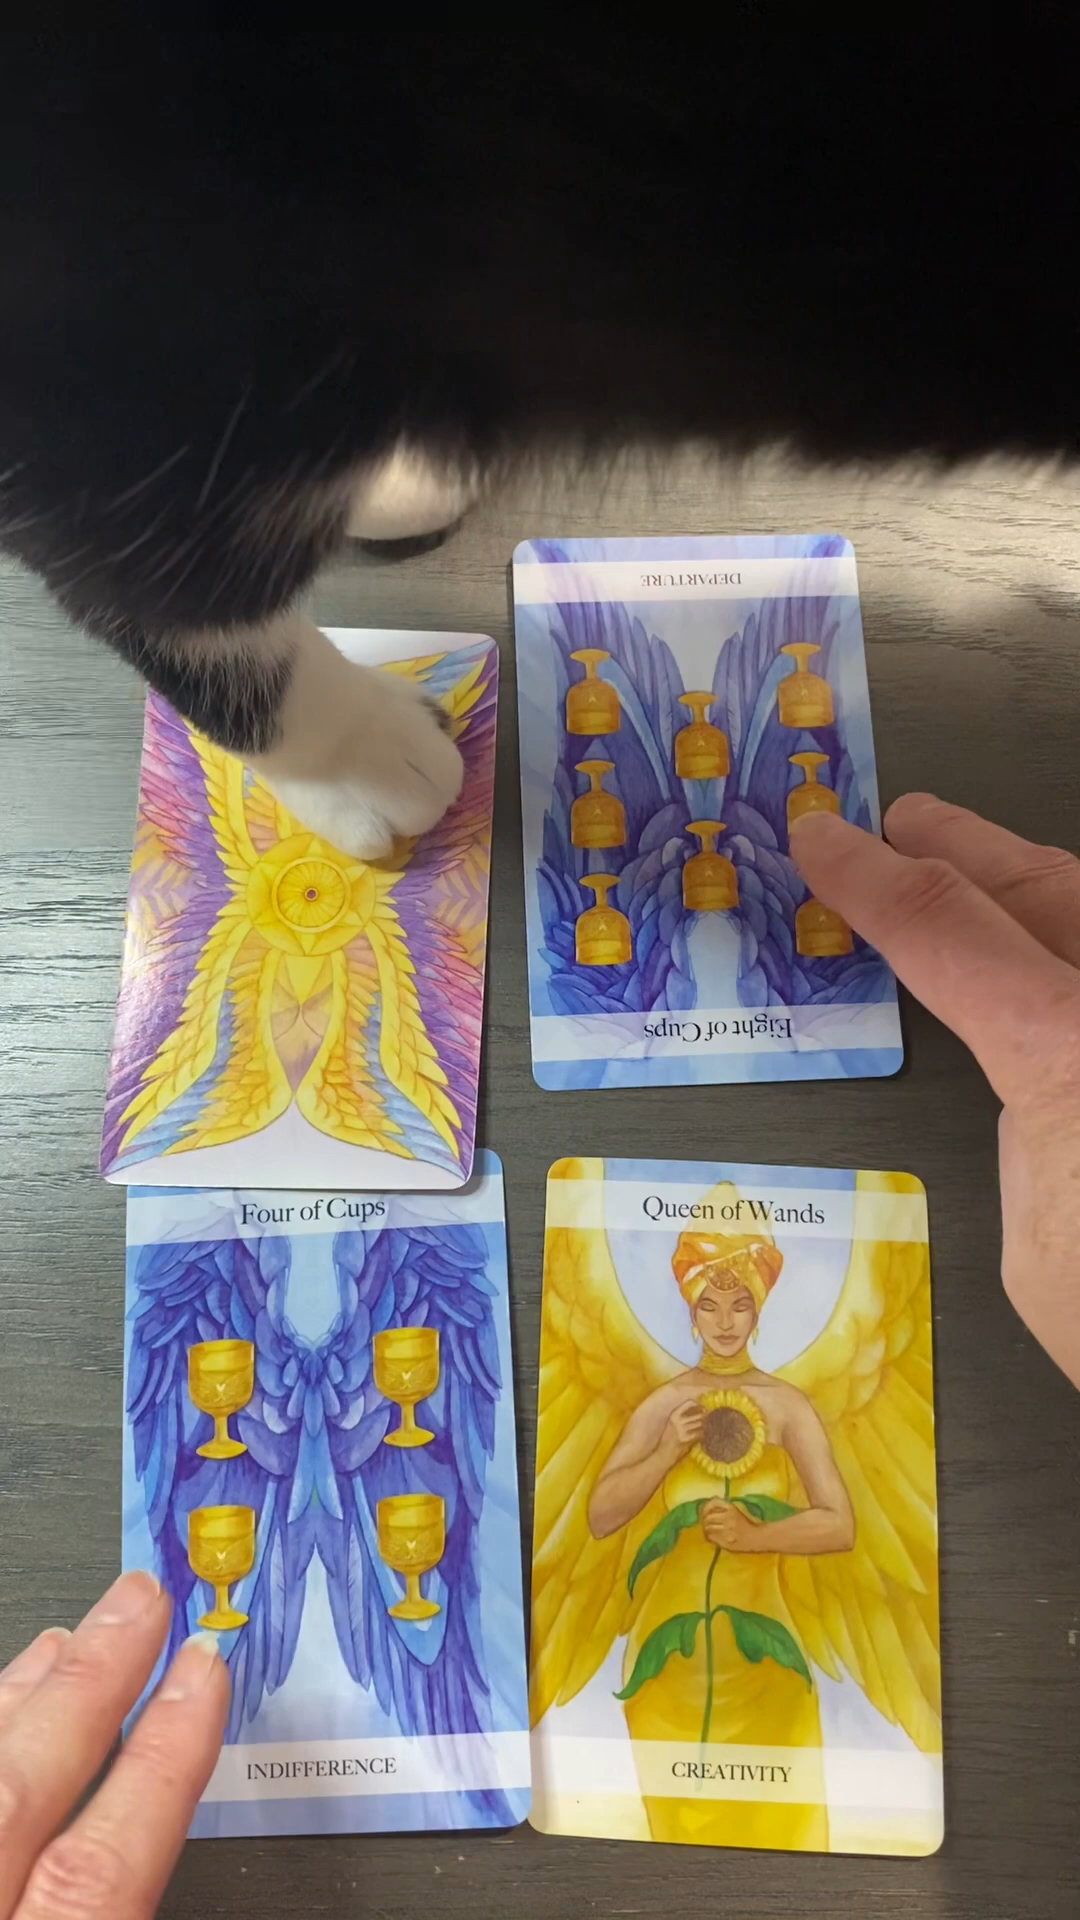 DEPARTURE
Eight of Cups
Four of Cups
INDIFFERENCE
Queen of Wands
CREATIVITY